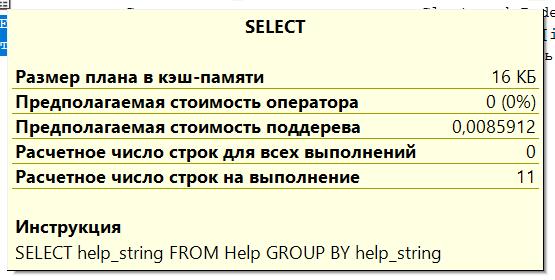 SELECT
Размер плана в кэш-памяти 16 КБ
Предполагаемая стоимость оператора 0 (0%)
Предполагаемая стоимость поддерева 0,0085912
Расчетное число строк для всех выполнений 0
Расчетное число строк на выполнение 11
Инструкция
SELECT help_string FROM Help GROUP BY help_string